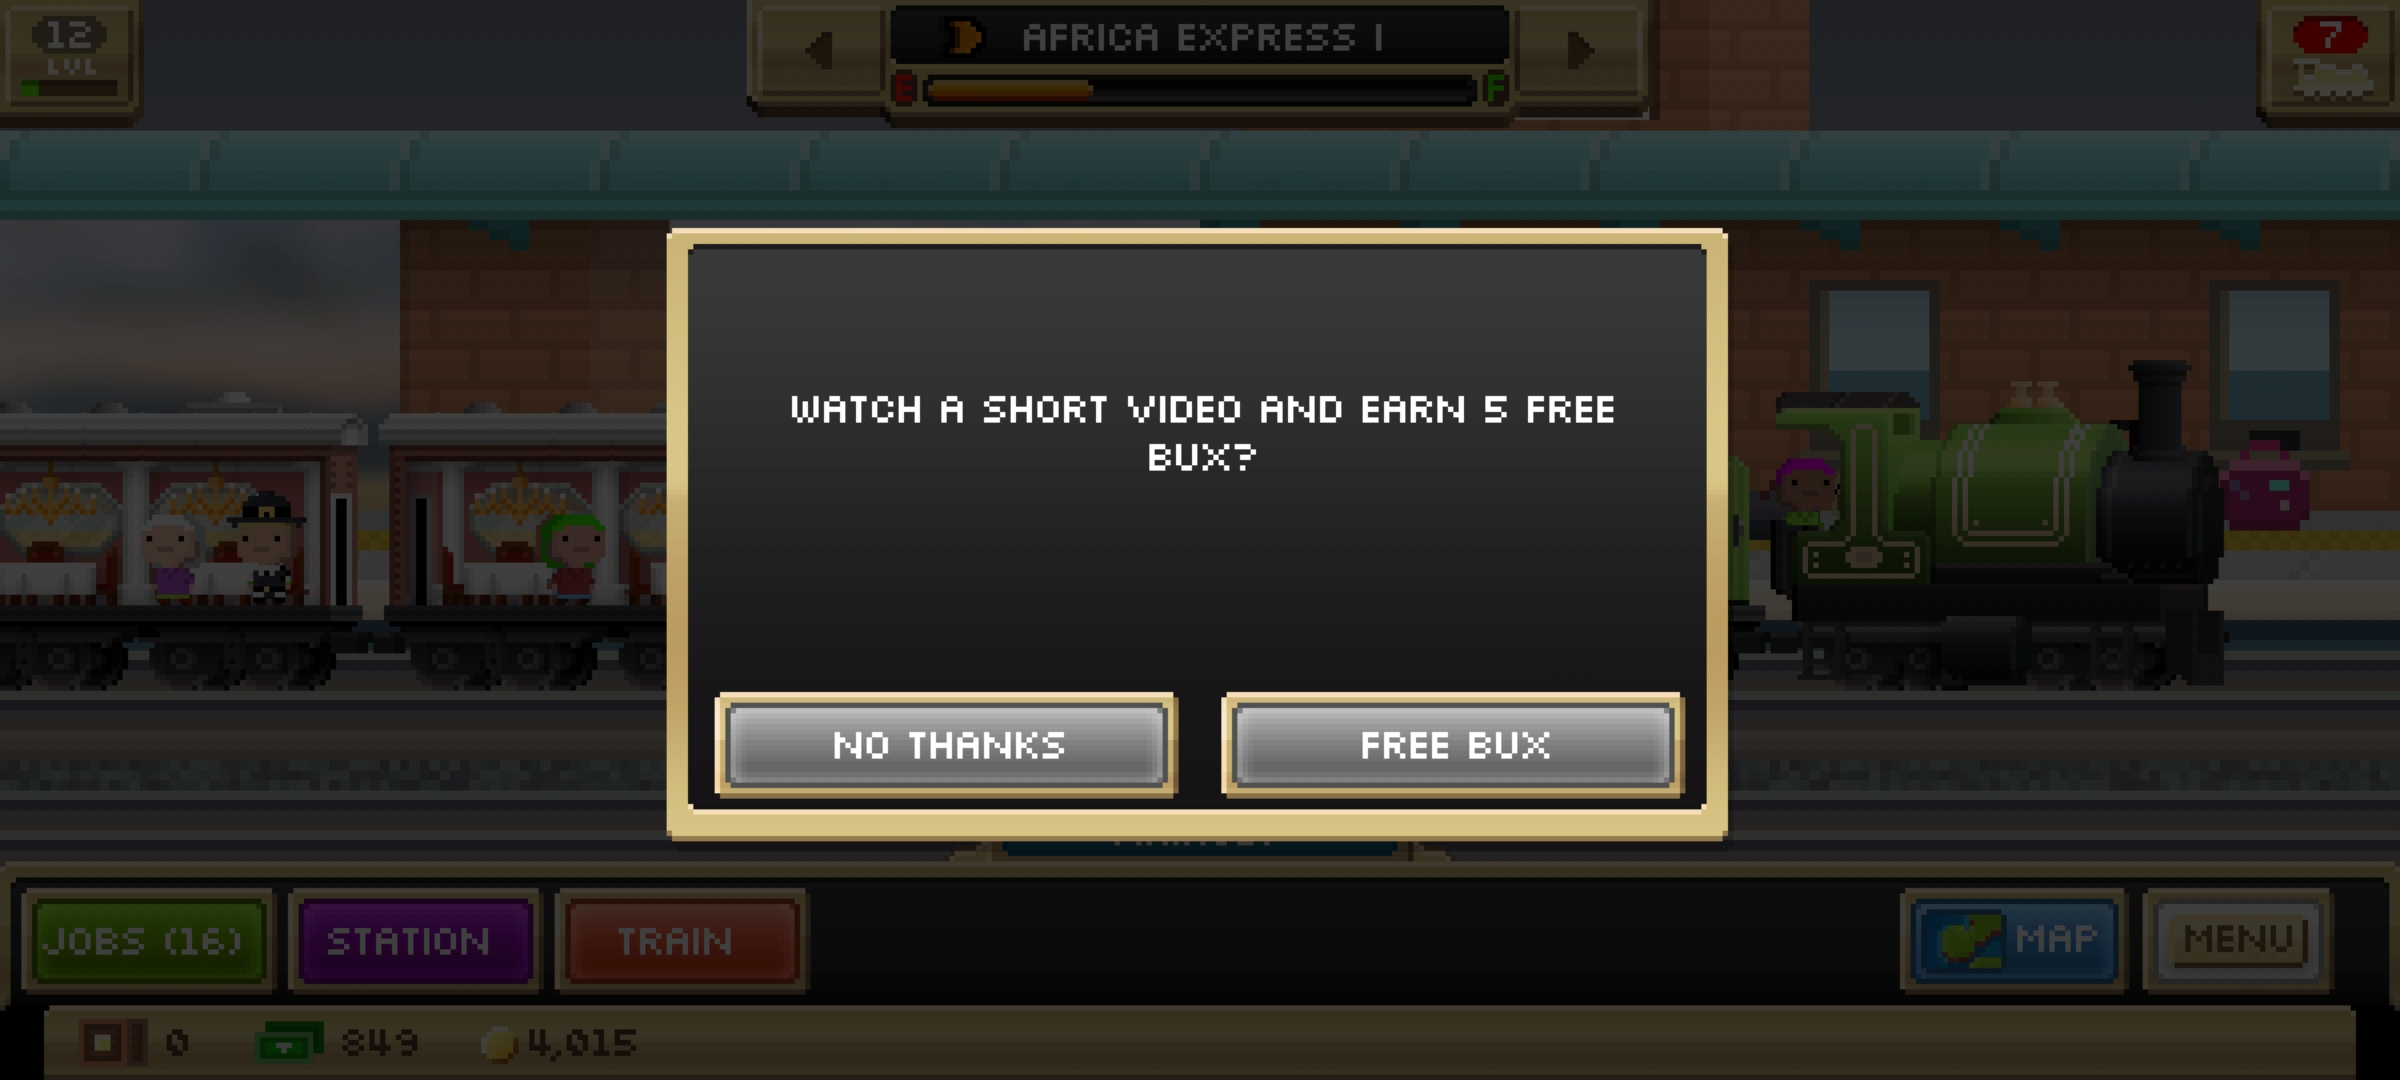 12
LVL
AFRICA EXPRESS I
E
F
7
WATCH A SHORT VIDEO AND EARN 5 FREE
BUX?
NO THANKS
FREE BUX
JOBS (16)
STATION
TRAIN
MAP
MENU
0
849
4,015